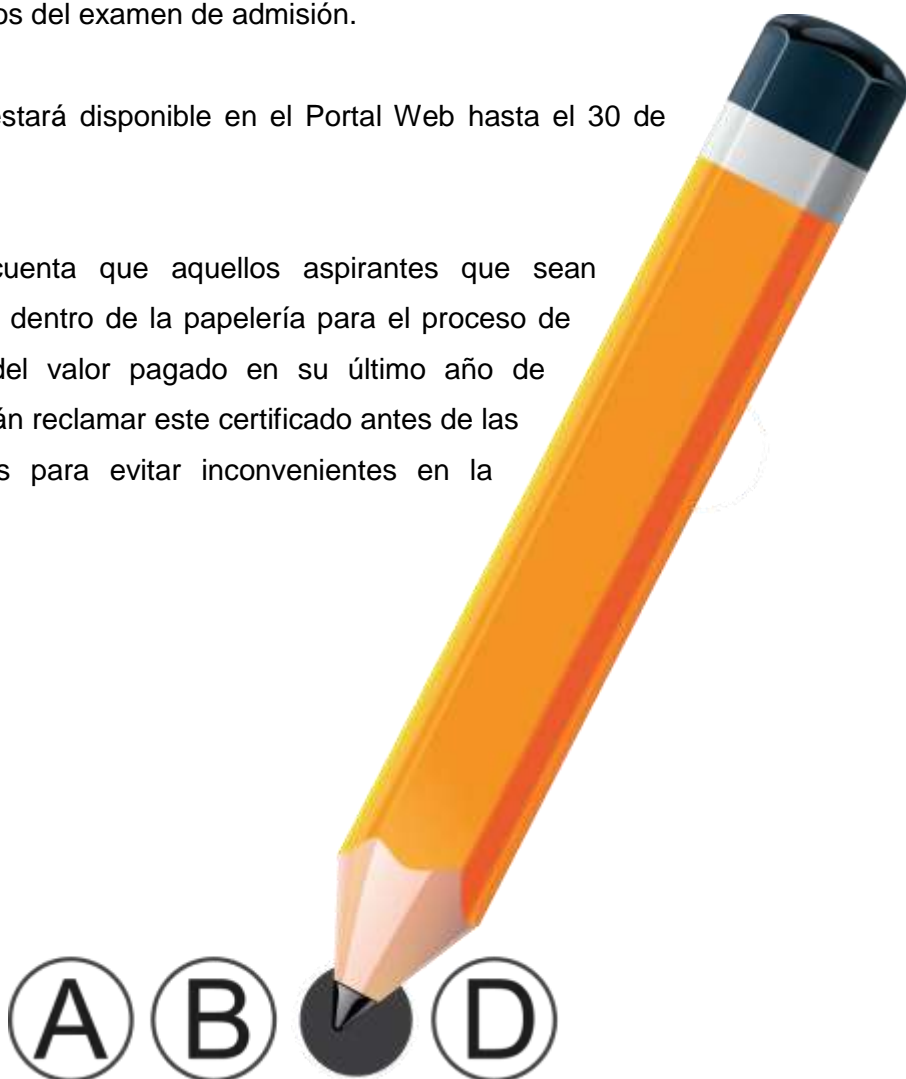 os del examen de admisión.
estará disponible en el Portal Web hasta el 30 de
cuenta que aquellos aspirantes que sean
dentro de la papelería para el proceso de
del valor pagado en su último año de
án reclamar este certificado antes de las
s para evitar inconvenientes en la
A B D